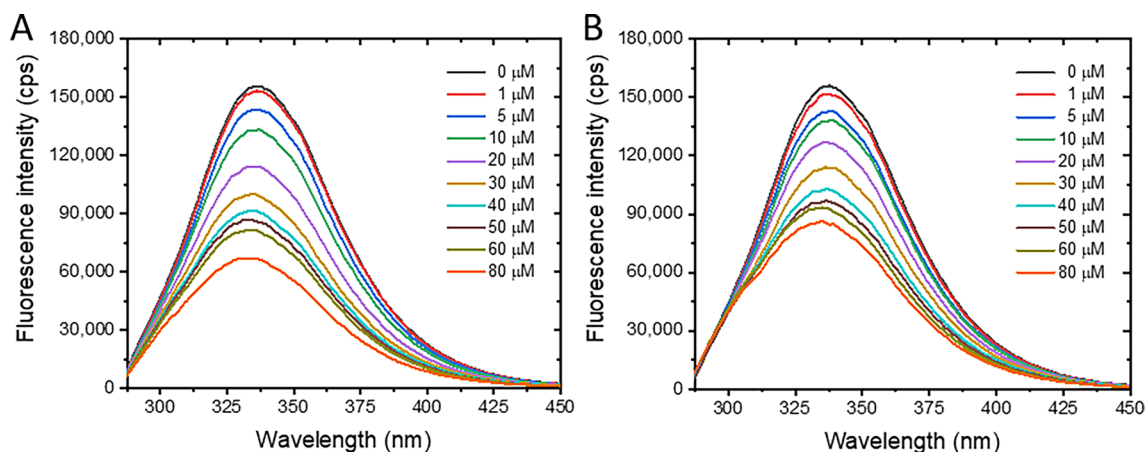 A
Fluorescence intensity (cps)
180,000
150,000
120,000
90,000
60,000
30,000
0
300
325
350
375
400
425
450
Wavelength (nm)
0 μM
1 μM
5 μM
10 μM
20 μM
30 μM
40 μM
50 μM
60 μM
80 μM
B
Fluorescence intensity (cps)
180,000
150,000
120,000
90,000
60,000
30,000
0
300
325
350
375
400
425
450
Wavelength (nm)
0 μM
1 μM
5 μM
10 μM
20 μM
30 μM
40 μM
50 μM
60 μM
80 μM